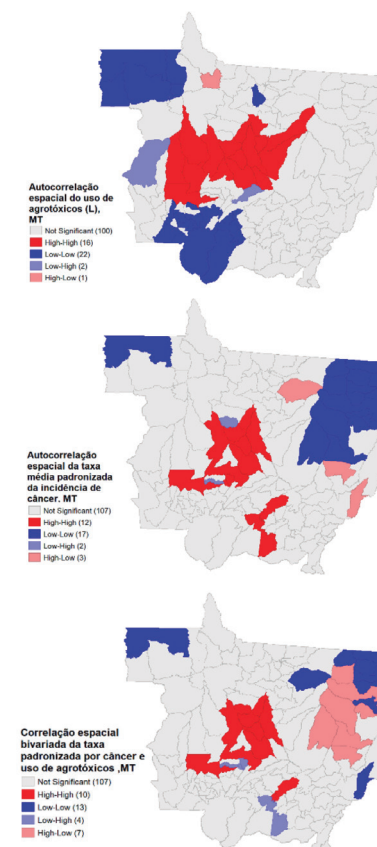 Autocorrelação
espacial do uso de
agrotóxicos (L),
MT
Not Significant (100)
High-High (16)
Low-Low (22)
Low-High (2)
High-Low (1)
Autocorrelação
espacial da taxa
média padronizada
da incidência de
câncer. MT
Not Significant (107)
High-High (12)
Low-Low (17)
Low-High (2)
High-Low (3)
Correlação espacial
bivariada da taxa
padronizada por câncer e
uso de agrotóxicos ,MT
Not Significant (107)
High-High (10)
Low-Low (13)
Low-High (4)
High-Low (7)